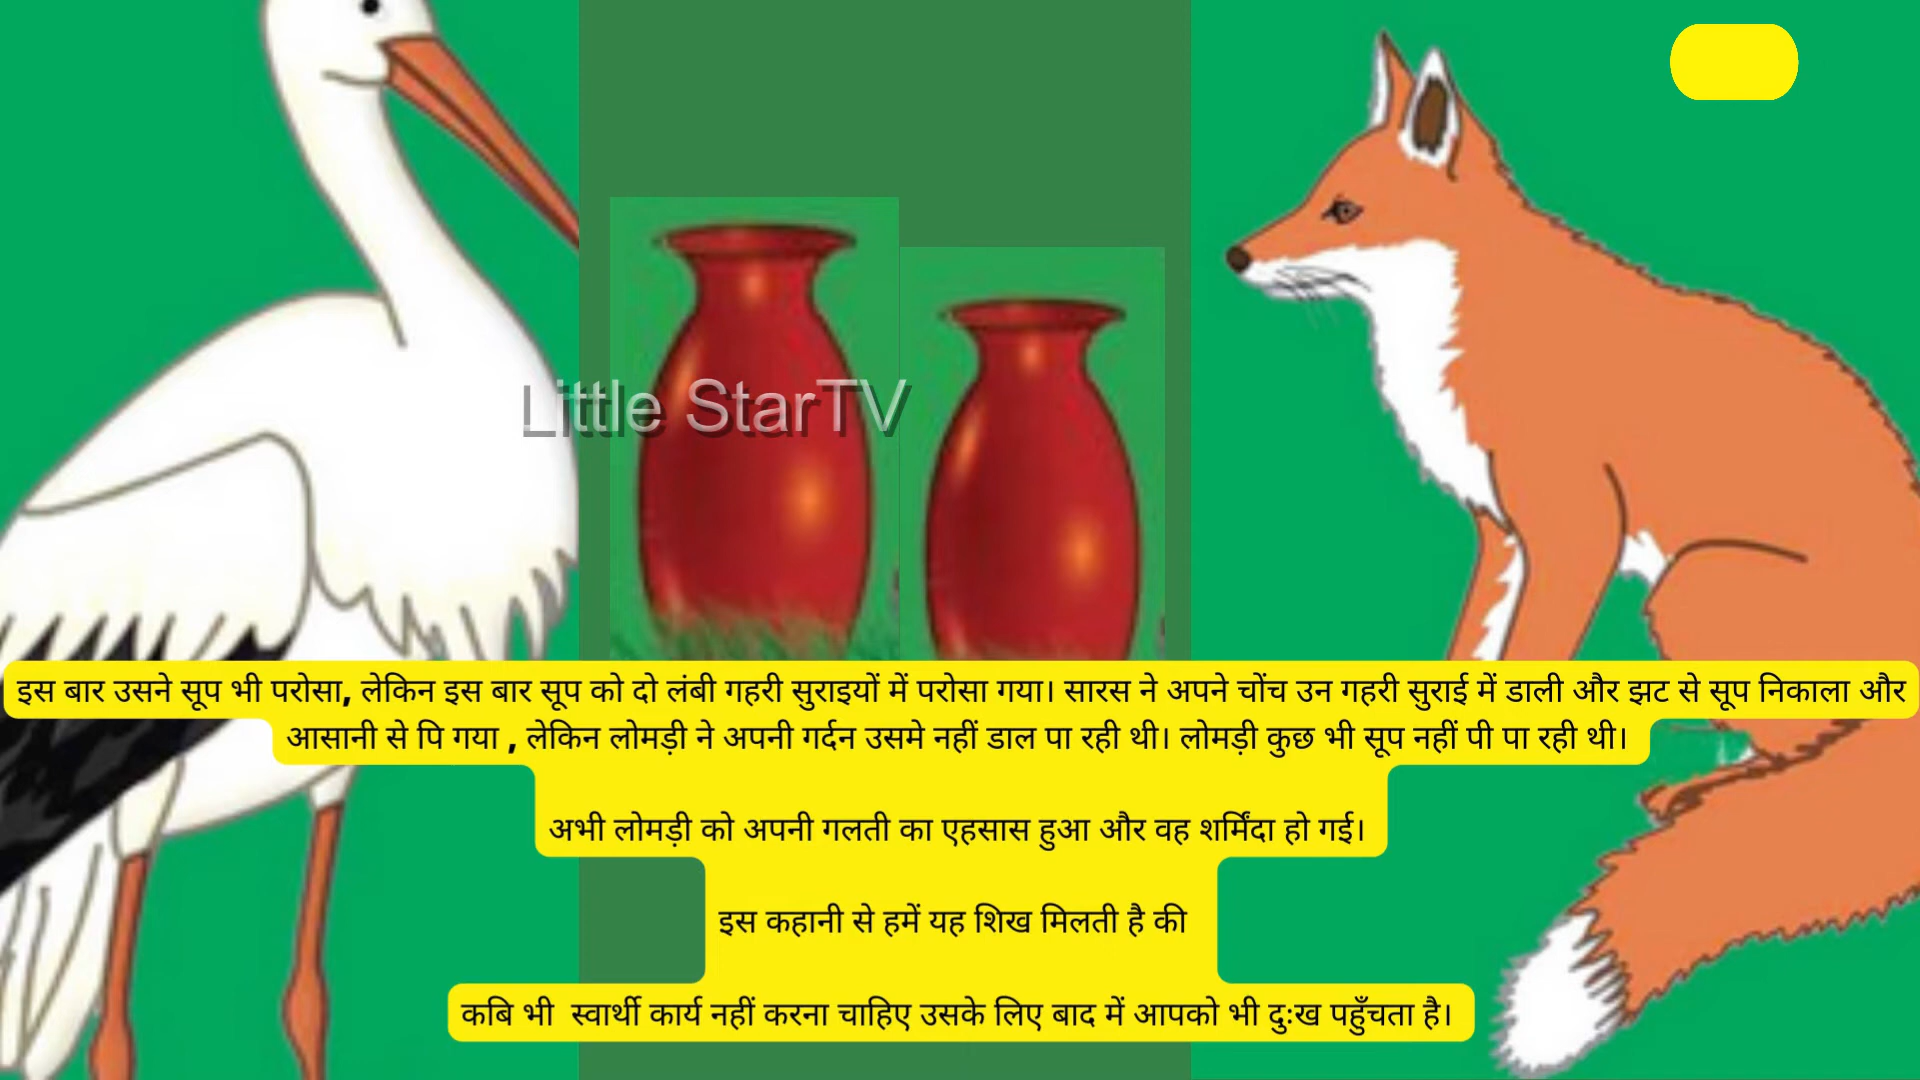 Little StarTV
इस बार उसने सूप भी परोसा, लेकिन इस बार सूप को दो लंबी गहरी सुराइयों में परोसा गया। सारस ने अपने चोंच उन गहरी सुराई में डाली और झट से सूप निकाला और
आसानी से पि गया , लेकिन लोमड़ी ने अपनी गर्दन उसमे नहीं डाल पा रही थी। लोमड़ी कुछ भी सूप नहीं पी पा रही थी।
अभी लोमड़ी को अपनी गलती का एहसास हुआ और वह शर्मिंदा हो गई।
इस कहानी से हमें यह शिख मिलती है की
कबि भी  स्वार्थी कार्य नहीं करना चाहिए उसके लिए बाद में आपको भी दुःख पहुँचता है।